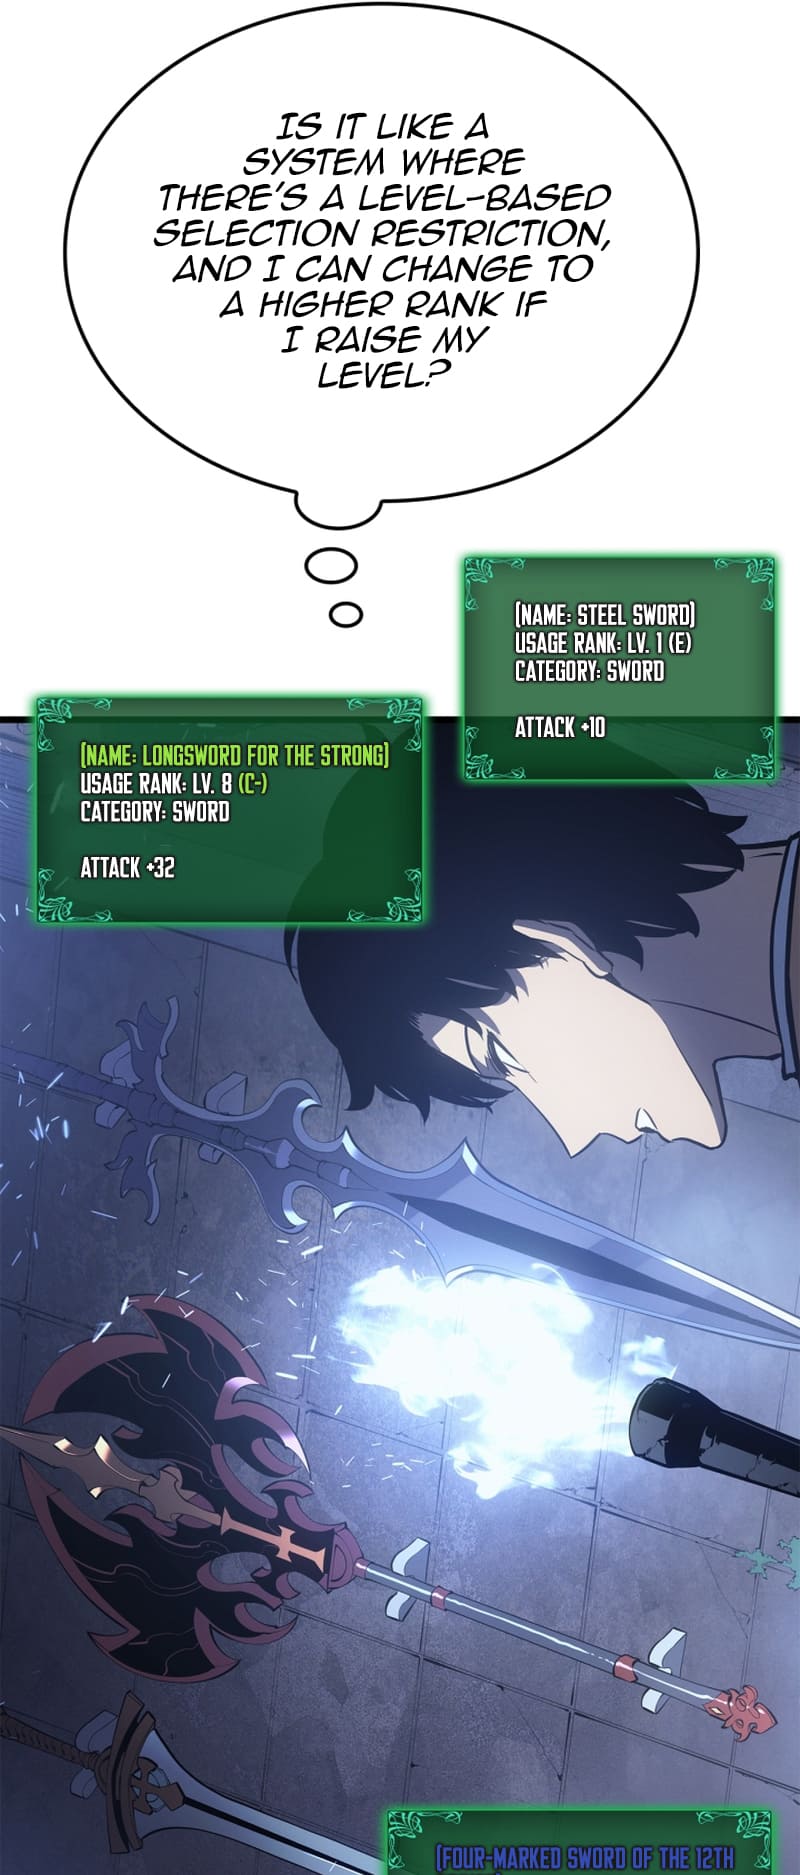 IS IT LIKE A
SYSTEM WHERE
THERE'S A LEVEL-BASED
SELECTION RESTRICTION,
AND I CAN CHANGE TO
A HIGHER RANK IF
I RAISE MY
LEVEL?
[NAME: STEEL SWORD]
USAGE RANK: LV. 1 (E)
CATEGORY: SWORD
ATTACK +10
[NAME: LONGSWORD FOR THE STRONG]
USAGE RANK: LV. 8 (C-)
CATEGORY: SWORD
ATTACK +32
[FOUR-MARKED SWORD OF THE 12TH